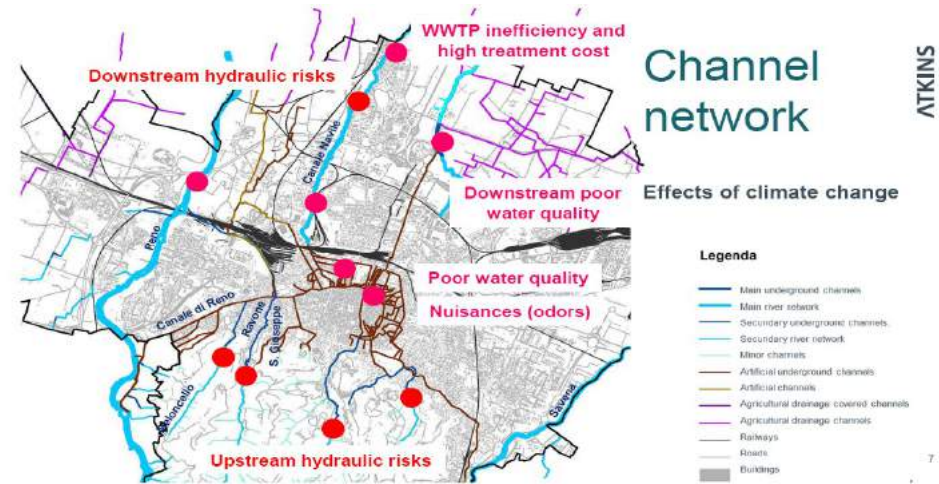 WWTP inefficiency and
high treatment cost
Downstream hydraulic risks
Channel
network
ATKINS
Canale Navile
Downstream poor
water quality
Effects of climate change
Reno
Poor water quality
Nuisances (odors)
Canale di Reno
Ravone
S. Giuseppe
Savena
Upstream hydraulic risks
Legenda
Main underground channels
Main river network
Secundary underground channels
Secundary river network
Minor channels
Artificial underground channels
Artificial channels
Agricultural drainage covered channels
Agricultural drainage channels
Railways
Roads
Buildings
7